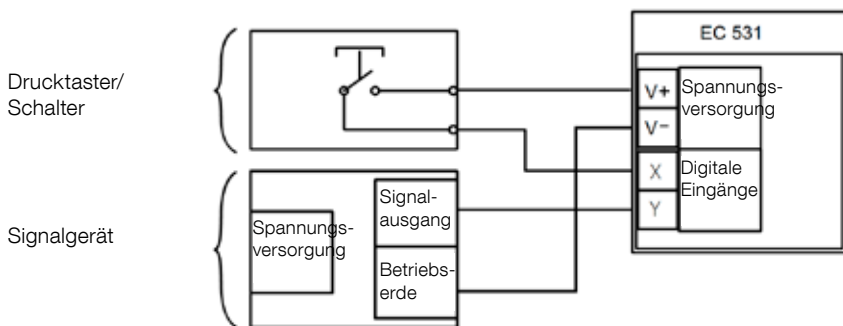 EC 531
Drucktaster/
Schalter
V+
Spannungs-
versorgung
V−
X
Digitale
Eingänge
Y
Signalgerät
Spannungs-
versorgung
Signal-
ausgang
Betriebs-
erde